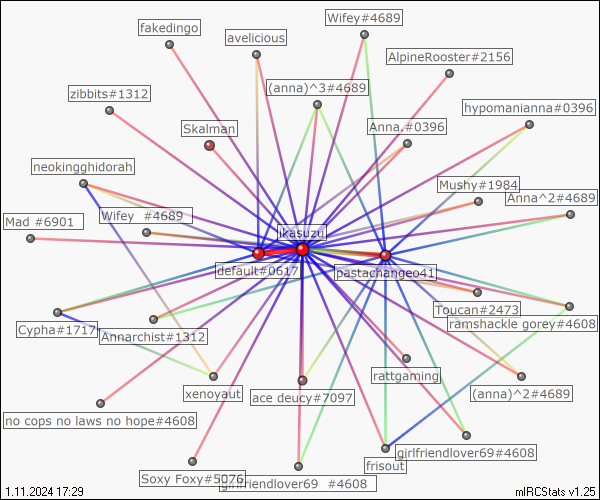 Wifey#4689
fakedingo
avelicious
AlpineRooster#2156
(anna)^3#4689
zibbits#1312
hypomanianna#0396
Skalman
Anna.#0396
neokingghidorah
Mushy#1984
Anna^2#4689
Mad #6901
Wifey  #4689
ikasuzu
default#0617
pastachangeo41
Toucan#2473
ramshackle gorey#4608
Cypha#1717
Annarchist#1312
rattgaming
xenoyaut
ace deucy#7097
(anna)^2#4689
no cops no laws no hope#4608
girlfriendlover69#4608
frisout
Soxy Foxy#5076
girlfriendlover69  #4608
1.11.2024 17:29
mIRCStats v1.25